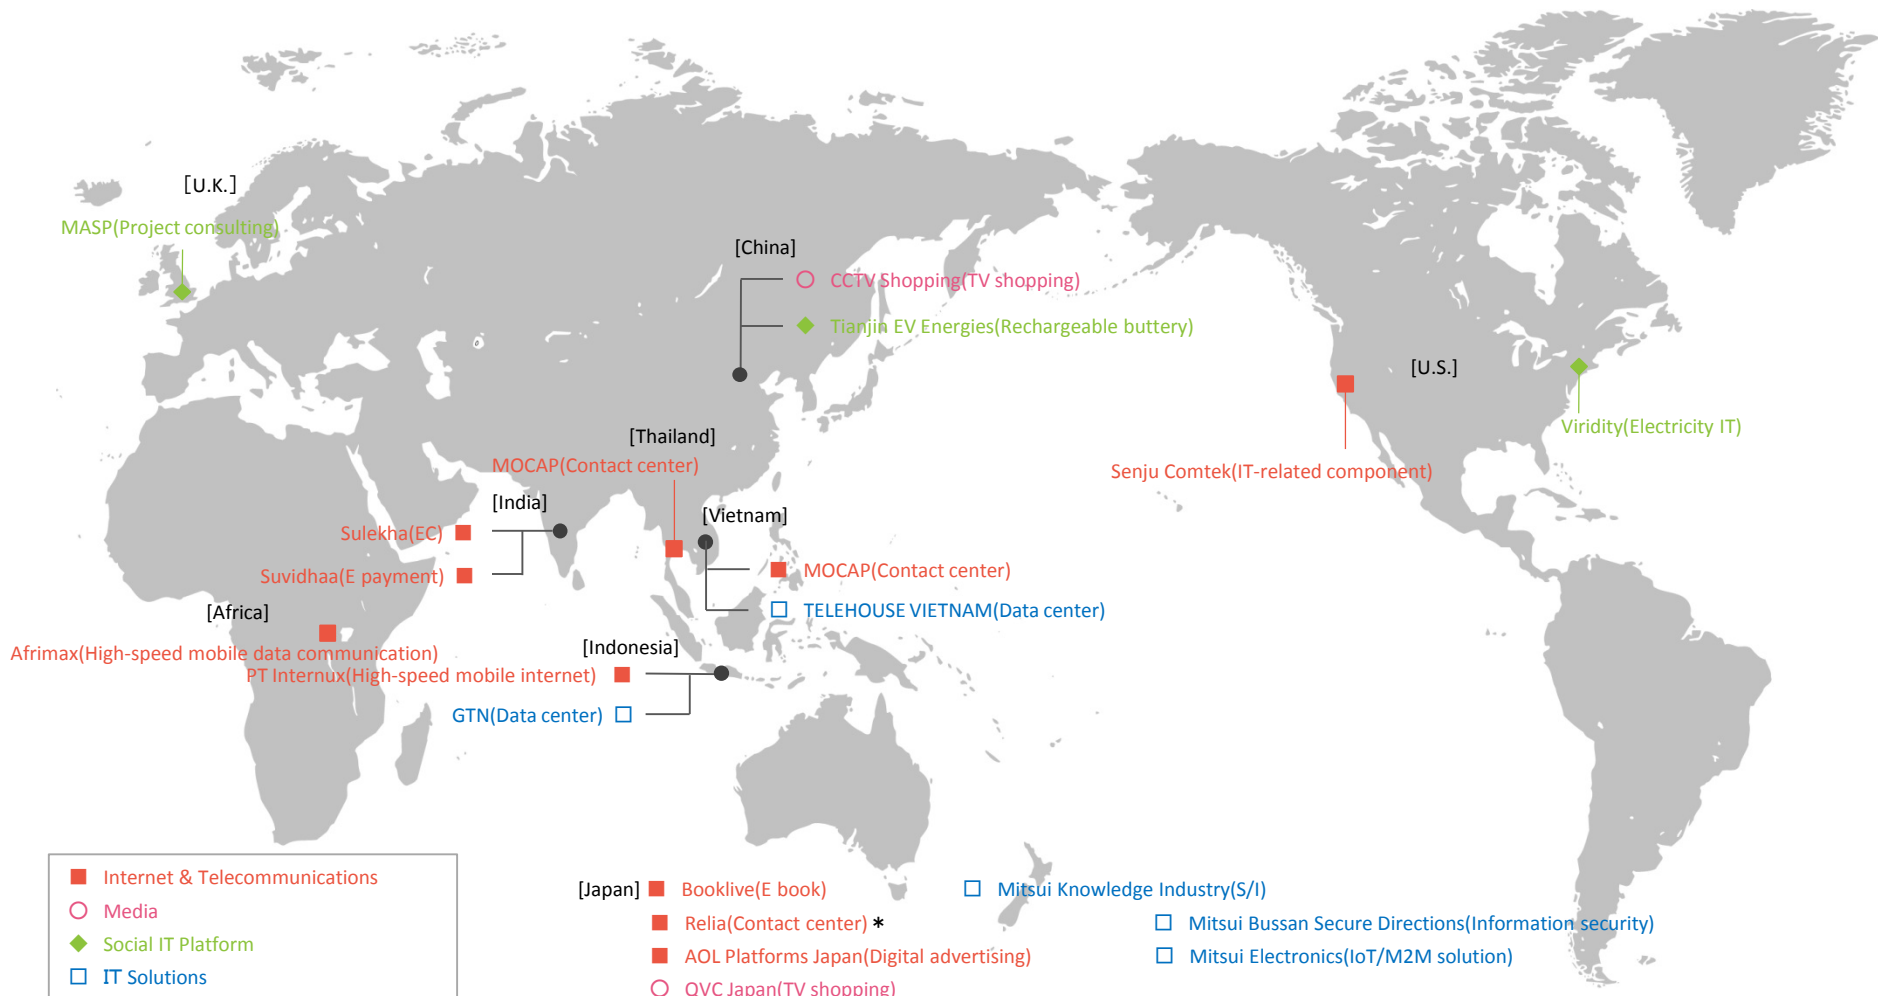 [U.K.]
MASP(Project consulting)
[China]
CCTV Shopping(TV shopping)
Tianjin EV Energies(Rechargeable buttery)
[U.S.]
Viridity(Electricity IT)
Senju Comtek(IT-related component)
[Thailand]
MOCAP(Contact center)
[India]
Sulekha(EC)
Suvidhaa(E payment)
[Vietnam]
MOCAP(Contact center)
TELEHOUSE VIETNAM(Data center)
[Africa]
Afrimax(High-speed mobile data communication)
[Indonesia]
PT Internux(High-speed mobile internet)
GTN(Data center)
Internet & Telecommunications
Media
Social IT Platform
IT Solutions
[Japan] Booklive(E book)
Relia(Contact center) *
AOL Platforms Japan(Digital advertising)
QVC Japan(TV shopping)
Mitsui Knowledge Industry(S/I)
Mitsui Bussan Secure Directions(Information security)
Mitsui Electronics(IoT/M2M solution)